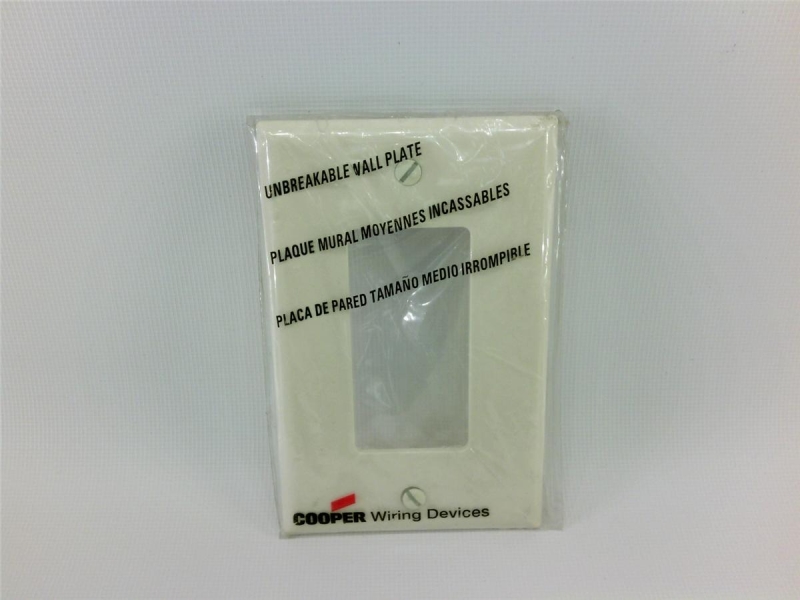 UNBREAKABLE WALL PLATE
PLAQUE MURAL MOYENNES INCASSABLES
PLACA DE PARED TAMAÑO MEDIO IRROMPIBLE
COOPER Wiring Devices